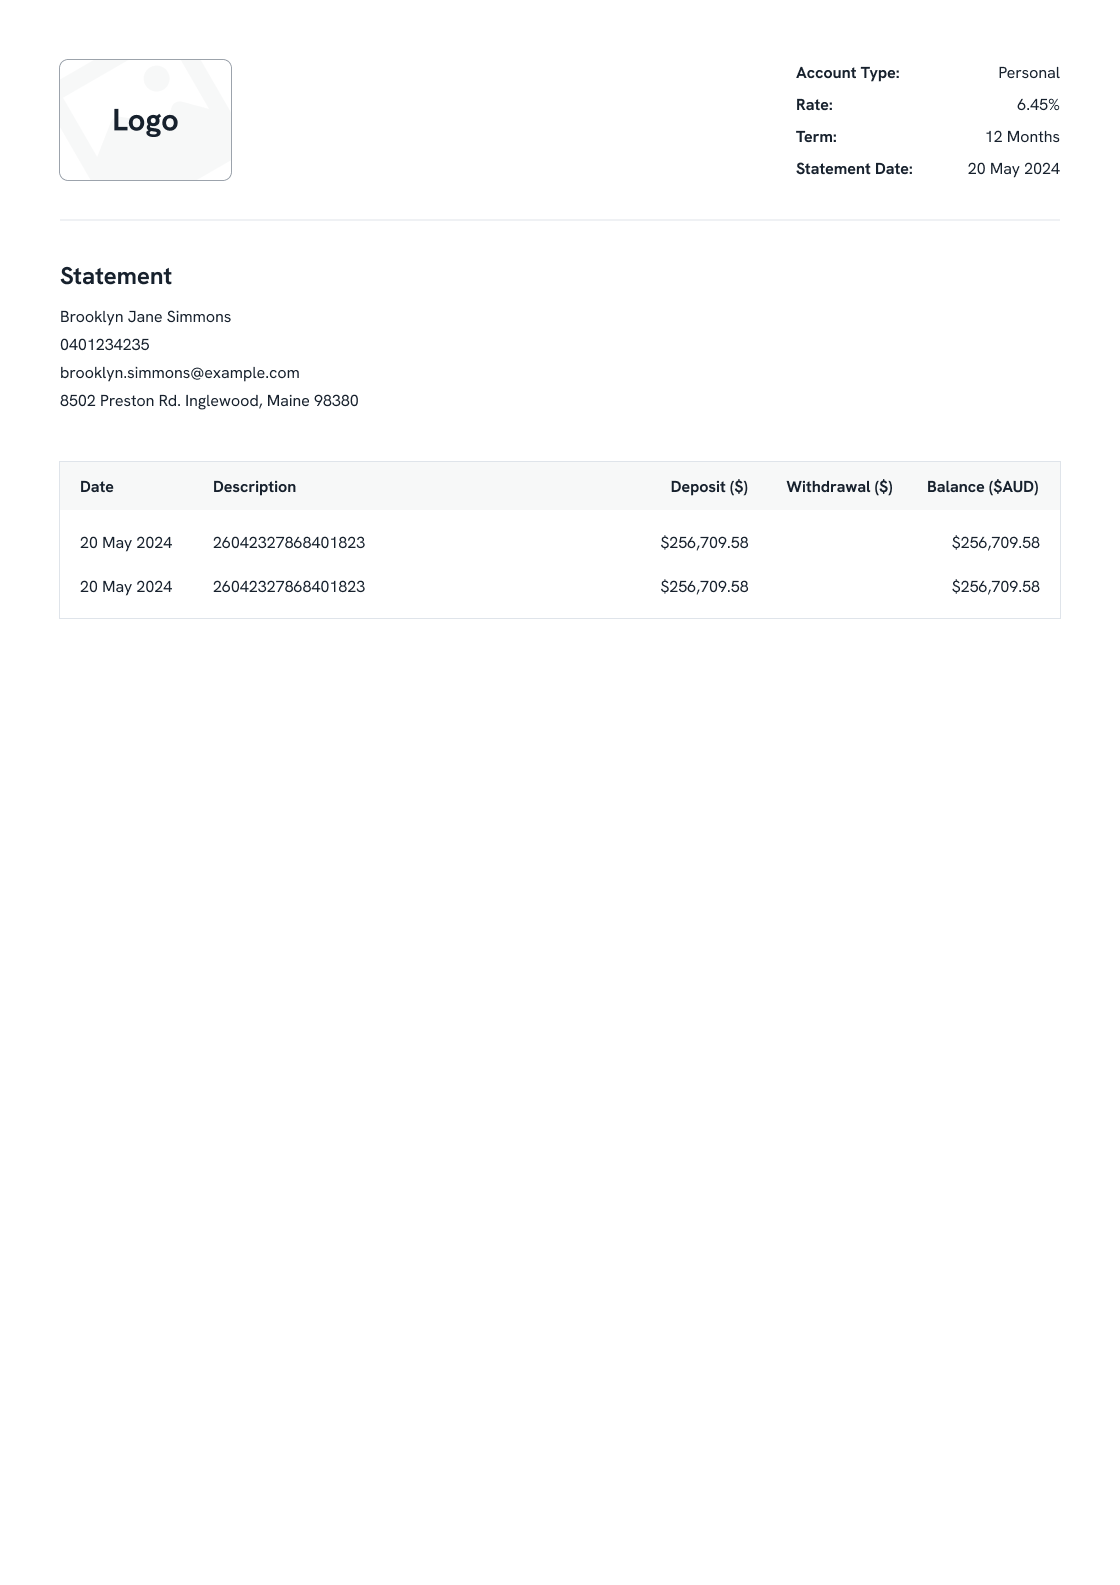 Logo
Account Type: Personal
Rate: 6.45%
Term: 12 Months
Statement Date: 20 May 2024
Statement
Brooklyn Jane Simmons
0401234235
brooklyn.simmons@example.com
8502 Preston Rd. Inglewood, Maine 98380
Date Description Deposit ($) Withdrawal ($) Balance ($AUD)
20 May 2024 26042327868401823 $256,709.58 $256,709.58
20 May 2024 26042327868401823 $256,709.58 $256,709.58